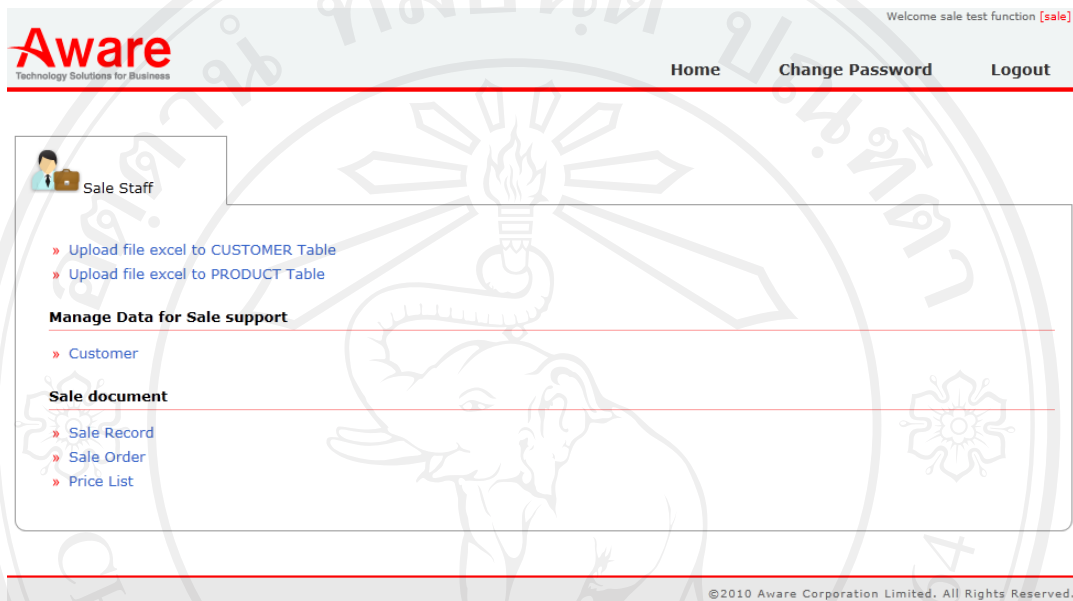 Welcome sale test function [sale]
Aware
Technology Solutions for Business
Home Change Password Logout
Sale Staff
» Upload file excel to CUSTOMER Table
» Upload file excel to PRODUCT Table
Manage Data for Sale support
» Customer
Sale document
» Sale Record
» Sale Order
» Price List
©2010 Aware Corporation Limited. All Rights Reserved.